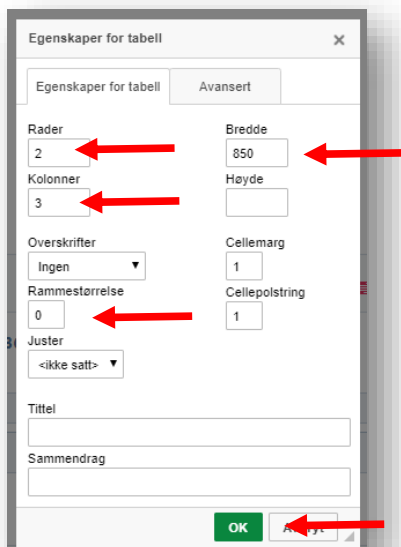 Egenskaper for tabell
Egenskaper for tabell Avansert
Rader Bredde
2 850
Kolonner Høyde
3
Overskrifter Cellemarg
Ingen 1
Rammestørrelse Cellepolstring
0 1
Juster
<ikke satt>
Tittel
Sammendrag
OK